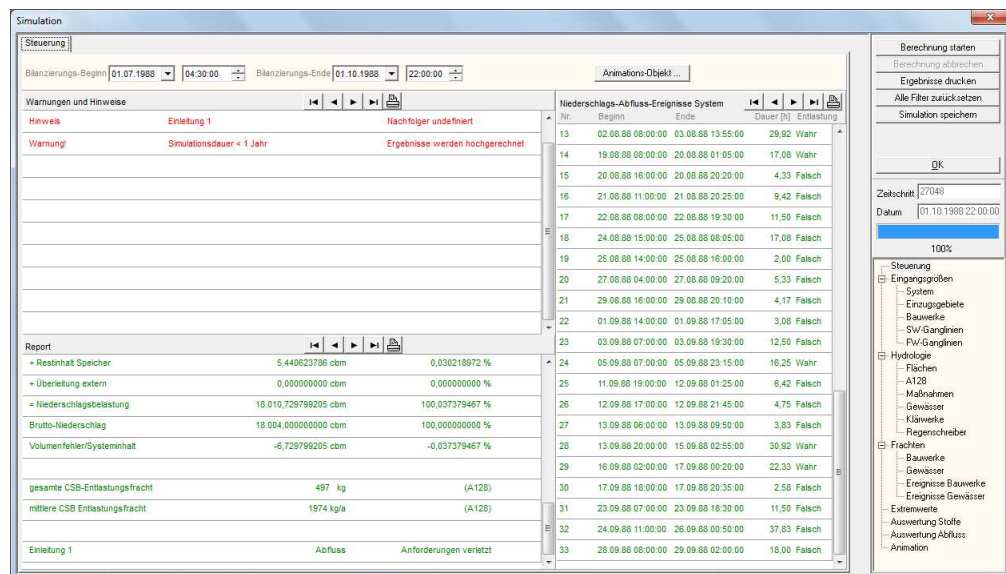 Simulation
Steuerung
Bilanzierungs-Beginn 01.07.1988 04:30:00 Bilanzierungs-Ende 01.10.1988 22:00:00 Animations-Objekt ...
Warnungen und Hinweise
Hinweis Einleitung 1 Nachfolger undefiniert
Warnung! Simulationsdauer < 1 Jahr Ergebnisse werden hochgerechnet
Report
+ Restinhalt Speicher 5,440623786 cbm 0,030218972 %
+ Überleitung extern 0,000000000 cbm 0,000000000 %
= Niederschlagsbelastung 18.010,729799205 cbm 100,037379467 %
Brutto-Niederschlag 18.004,000000000 cbm 100,000000000 %
Volumenfehler/Systeminhalt -6,729799205 cbm -0,037379467 %
gesamte CSB-Entlastungsfracht 497 kg (A128)
mittlere CSB Entlastungsfracht 1974 kg/a (A128)
Einleitung 1 Abfluss Anforderungen verletzt
Niederschlags-Abfluss-Ereignisse System
Nr. Beginn Ende Dauer [h] Entlastung
13 02.08.88 08:00:00 03.08.88 13:55:00 29,92 Wahr
14 19.08.88 08:00:00 20.08.88 01:05:00 17,08 Wahr
15 20.08.88 16:00:00 20.08.88 20:20:00 4,33 Falsch
16 21.08.88 11:00:00 21.08.88 20:25:00 9,42 Falsch
17 22.08.88 08:00:00 22.08.88 19:30:00 11,50 Falsch
18 24.08.88 15:00:00 25.08.88 08:05:00 17,08 Falsch
19 25.08.88 14:00:00 25.08.88 16:00:00 2,00 Falsch
20 27.08.88 04:00:00 27.08.88 09:20:00 5,33 Falsch
21 29.08.88 16:00:00 29.08.88 20:10:00 4,17 Falsch
22 01.09.88 14:00:00 01.09.88 17:05:00 3,08 Falsch
23 03.09.88 07:00:00 03.09.88 19:30:00 12,50 Falsch
24 05.09.88 07:00:00 05.09.88 23:15:00 16,25 Wahr
25 11.09.88 19:00:00 12.09.88 01:25:00 6,42 Falsch
26 12.09.88 17:00:00 12.09.88 21:45:00 4,75 Falsch
27 13.09.88 06:00:00 13.09.88 09:50:00 3,83 Falsch
28 13.09.88 20:00:00 15.09.88 02:55:00 30,92 Wahr
29 16.09.88 02:00:00 17.09.88 00:20:00 22,33 Wahr
30 17.09.88 18:00:00 17.09.88 20:35:00 2,58 Falsch
31 23.09.88 07:00:00 23.09.88 18:30:00 11,50 Falsch
32 24.09.88 11:00:00 26.09.88 00:50:00 37,83 Falsch
33 28.09.88 08:00:00 29.09.88 02:00:00 18,00 Falsch
Berechnung starten
Berechnung abbrechen
Ergebnisse drucken
Alle Filter zurücksetzen
Simulation speichern
OK
Zeitschritt 27048
Datum 01.10.1988 22:00:00
100%
Steuerung
Eingangsgrößen
System
Einzugsgebiete
Bauwerke
SW-Ganglinien
FW-Ganglinien
Hydrologie
Flächen
A128
Maßnahmen
Gewässer
Klärwerke
Regenschreiber
Frachten
Bauwerke
Gewässer
Ereignisse Bauwerke
Ereignisse Gewässer
Extremwerte
Auswertung Stoffe
Auswertung Abfluss
Animation